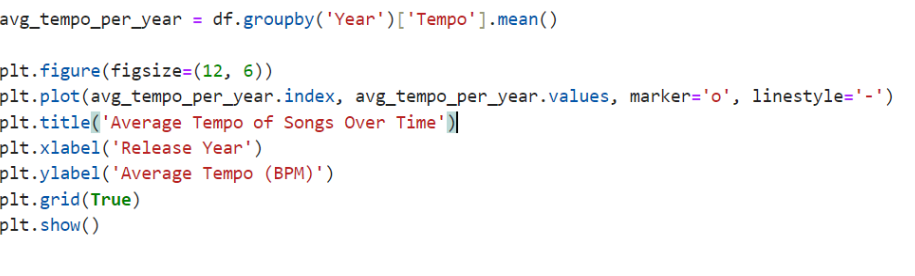 avg_tempo_per_year = df.groupby('Year')['Tempo'].mean()
plt.figure(figsize=(12, 6))
plt.plot(avg_tempo_per_year.index, avg_tempo_per_year.values, marker='o', linestyle='-')
plt.title('Average Tempo of Songs Over Time')
plt.xlabel('Release Year')
plt.ylabel('Average Tempo (BPM)')
plt.grid(True)
plt.show()